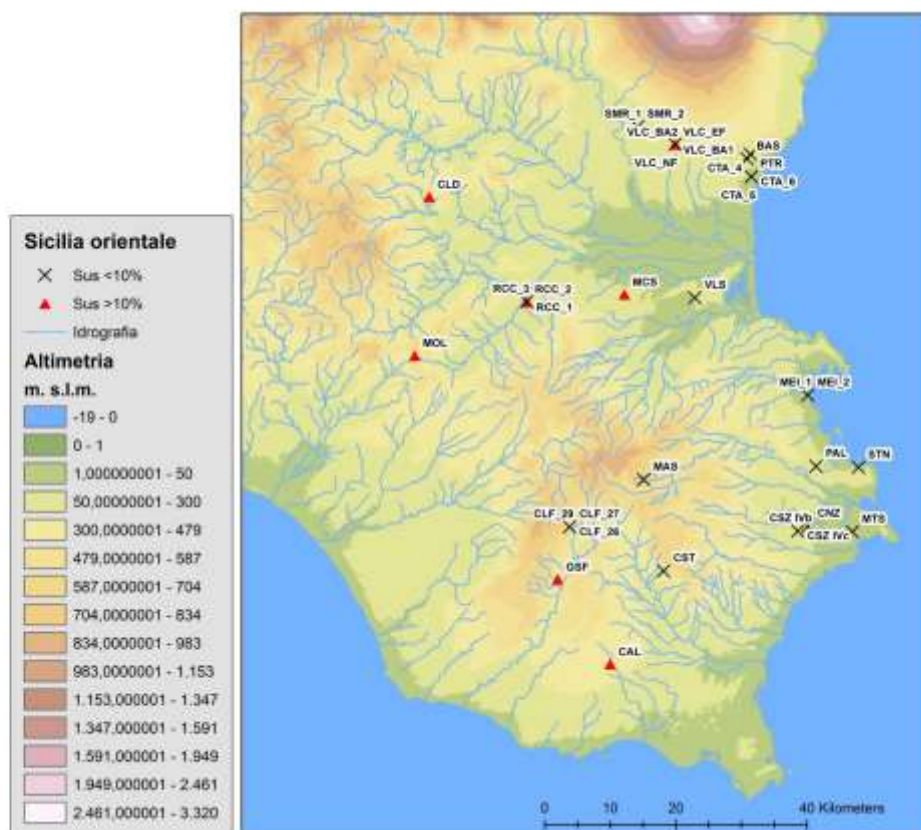 Sicilia orientale
Sus <10%
Sus >10%
Idrografia
Altimetria
m. s.l.m.
-19 - 0
0 - 1
1,000000001 - 50
50,00000001 - 300
300,0000001 - 479
479,0000001 - 587
587,0000001 - 704
704,0000001 - 834
834,0000001 - 983
983,0000001 - 1.153
1.153,000001 - 1.347
1.347,000001 - 1.591
1.591,000001 - 1.949
1.949,000001 - 2.461
2.461,000001 - 3.320
SMR_1 SMR_2
VLC_BA2 VLC_EF
VLC_BA1
VLC_NF
BAS
CTA_4 PTR
CTA_6
CTA_5
CLD
RCC_3 RCC_2
RCC_1
MCS
VLS
MOL
MEI_1 MEI_2
PAL
STN
MAS
CLF_29 CLF_27
CLF_26
CNZ
CSZ IVb
MTS
CSZ IVc
GSF
CST
CAL
0 20 40 Kilometers